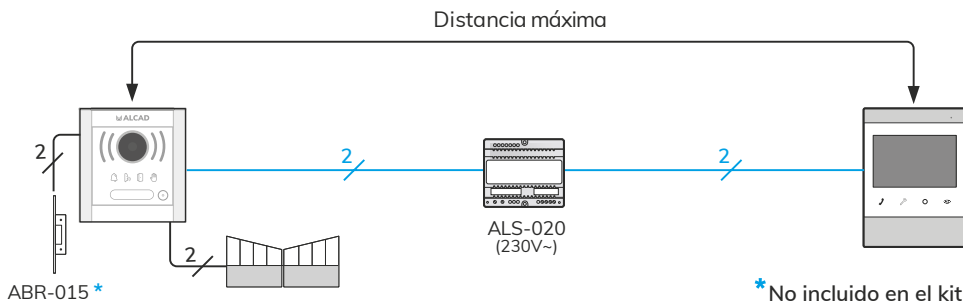 Distancia máxima
ALCAD
2
2
2
2
ALS-020
(230V~)
ABR-015 *
*No incluido en el kit